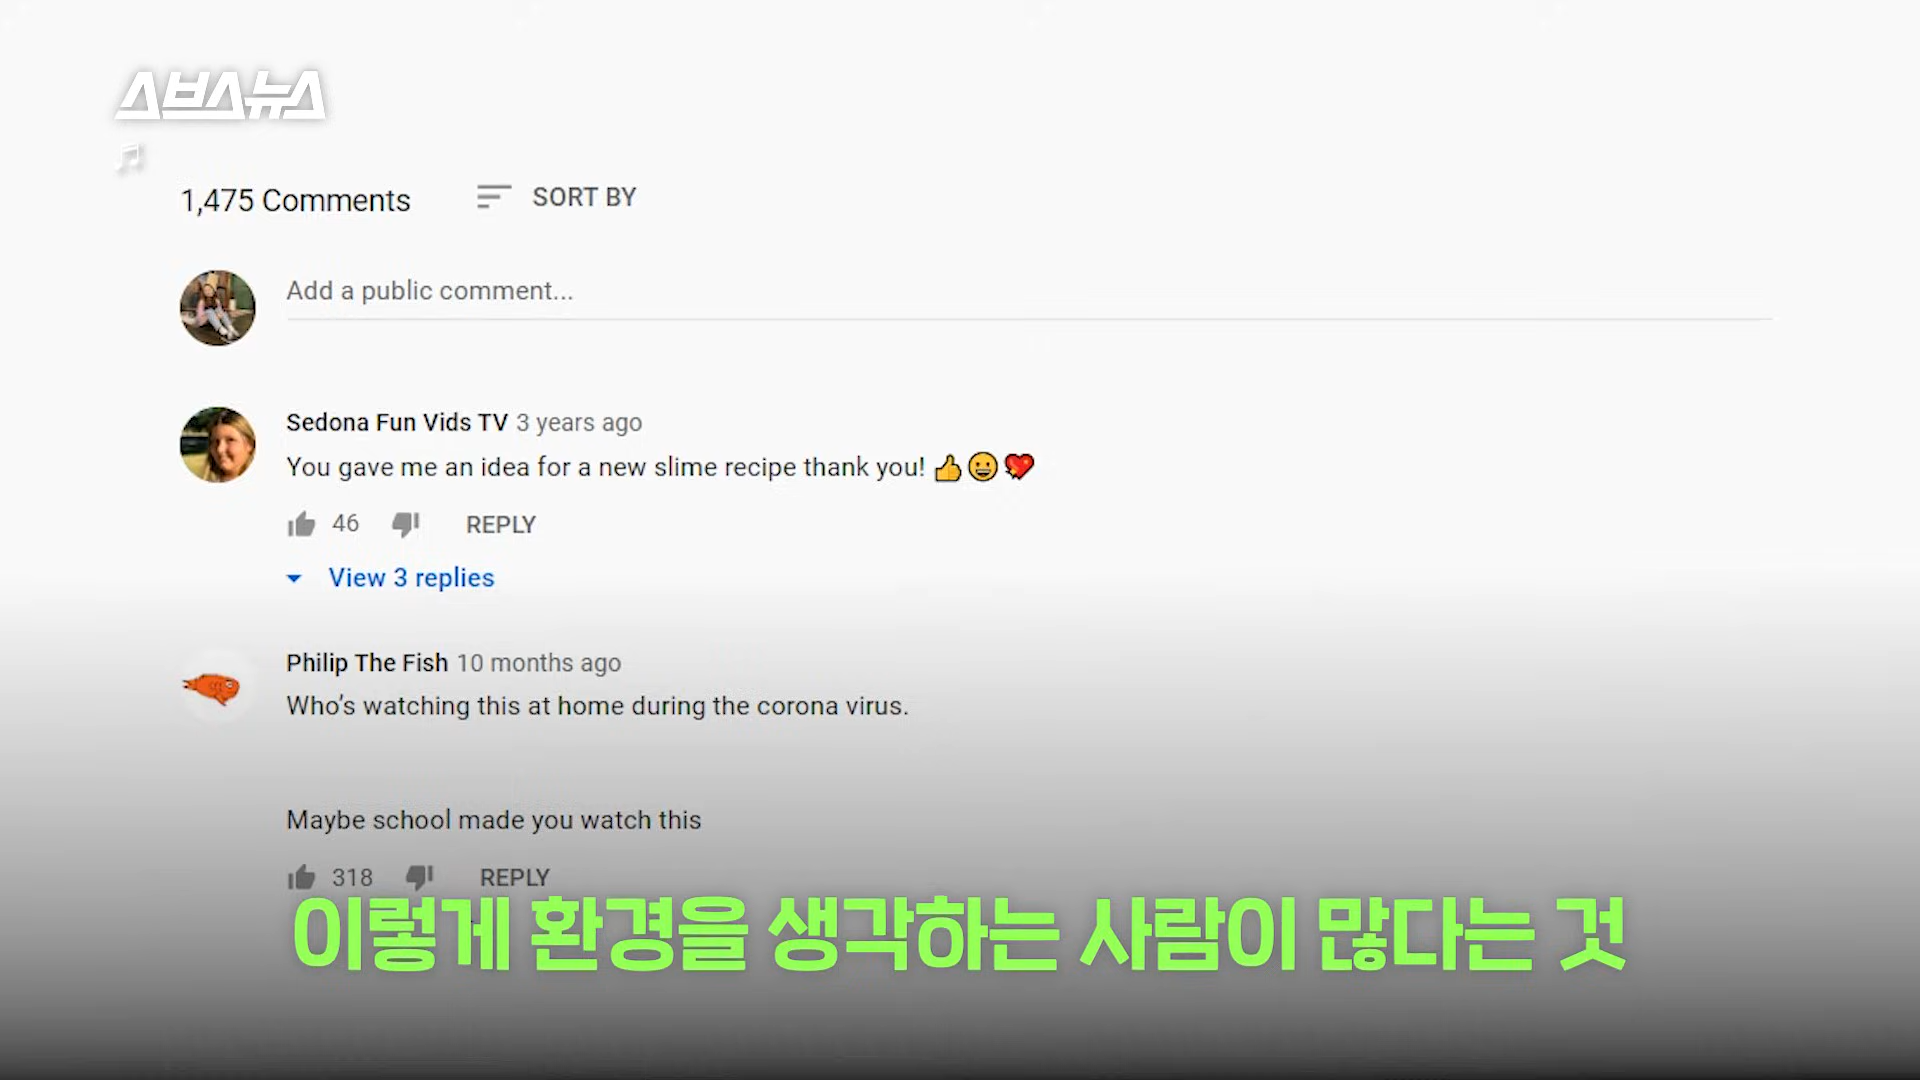 스브스뉴스
1,475 Comments
SORT BY
Add a public comment...
Sedona Fun Vids TV 3 years ago
You gave me an idea for a new slime recipe thank you! 👍😀💖
46
REPLY
View 3 replies
Philip The Fish 10 months ago
Who’s watching this at home during the corona virus.
Maybe school made you watch this
318
REPLY
이렇게 환경을 생각하는 사람이 많다는 것